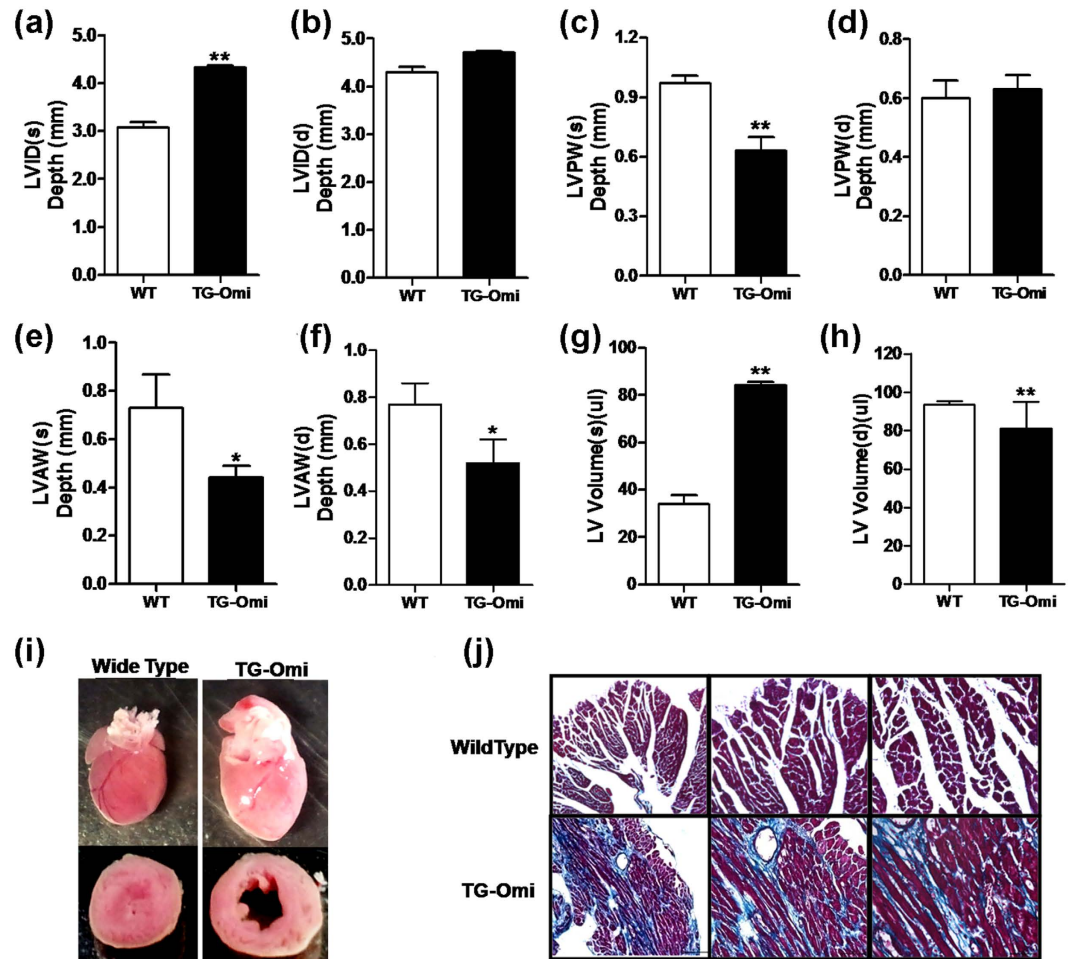 (a)
LVID(s)
Depth (mm)
5.0
4.0
3.0
2.0
1.0
0.0
**
WT
TG-Omi
(b)
LVID(d)
Depth (mm)
5.0
4.0
3.0
2.0
1.0
0.0
WT
TG-Omi
(c)
LVPW(s)
Depth (mm)
1.2
0.9
0.6
0.3
0.0
**
WT
TG-Omi
(d)
LVPW(d)
Depth (mm)
0.8
0.6
0.4
0.2
0.0
WT
TG-Omi
(e)
LVAW(s)
Depth (mm)
1.0
0.8
0.6
0.4
0.2
0.0
*
WT
TG-Omi
(f)
LVAW(d)
Depth (mm)
1.0
0.8
0.6
0.4
0.2
0.0
*
WT
TG-Omi
(g)
LV Volume(s)(ul)
100
80
60
40
20
0
**
WT
TG-Omi
(h)
LV Volume(d)(ul)
120
100
80
60
40
20
0
**
WT
TG-Omi
(i)
Wide Type
TG-Omi
(j)
WildType
TG-Omi